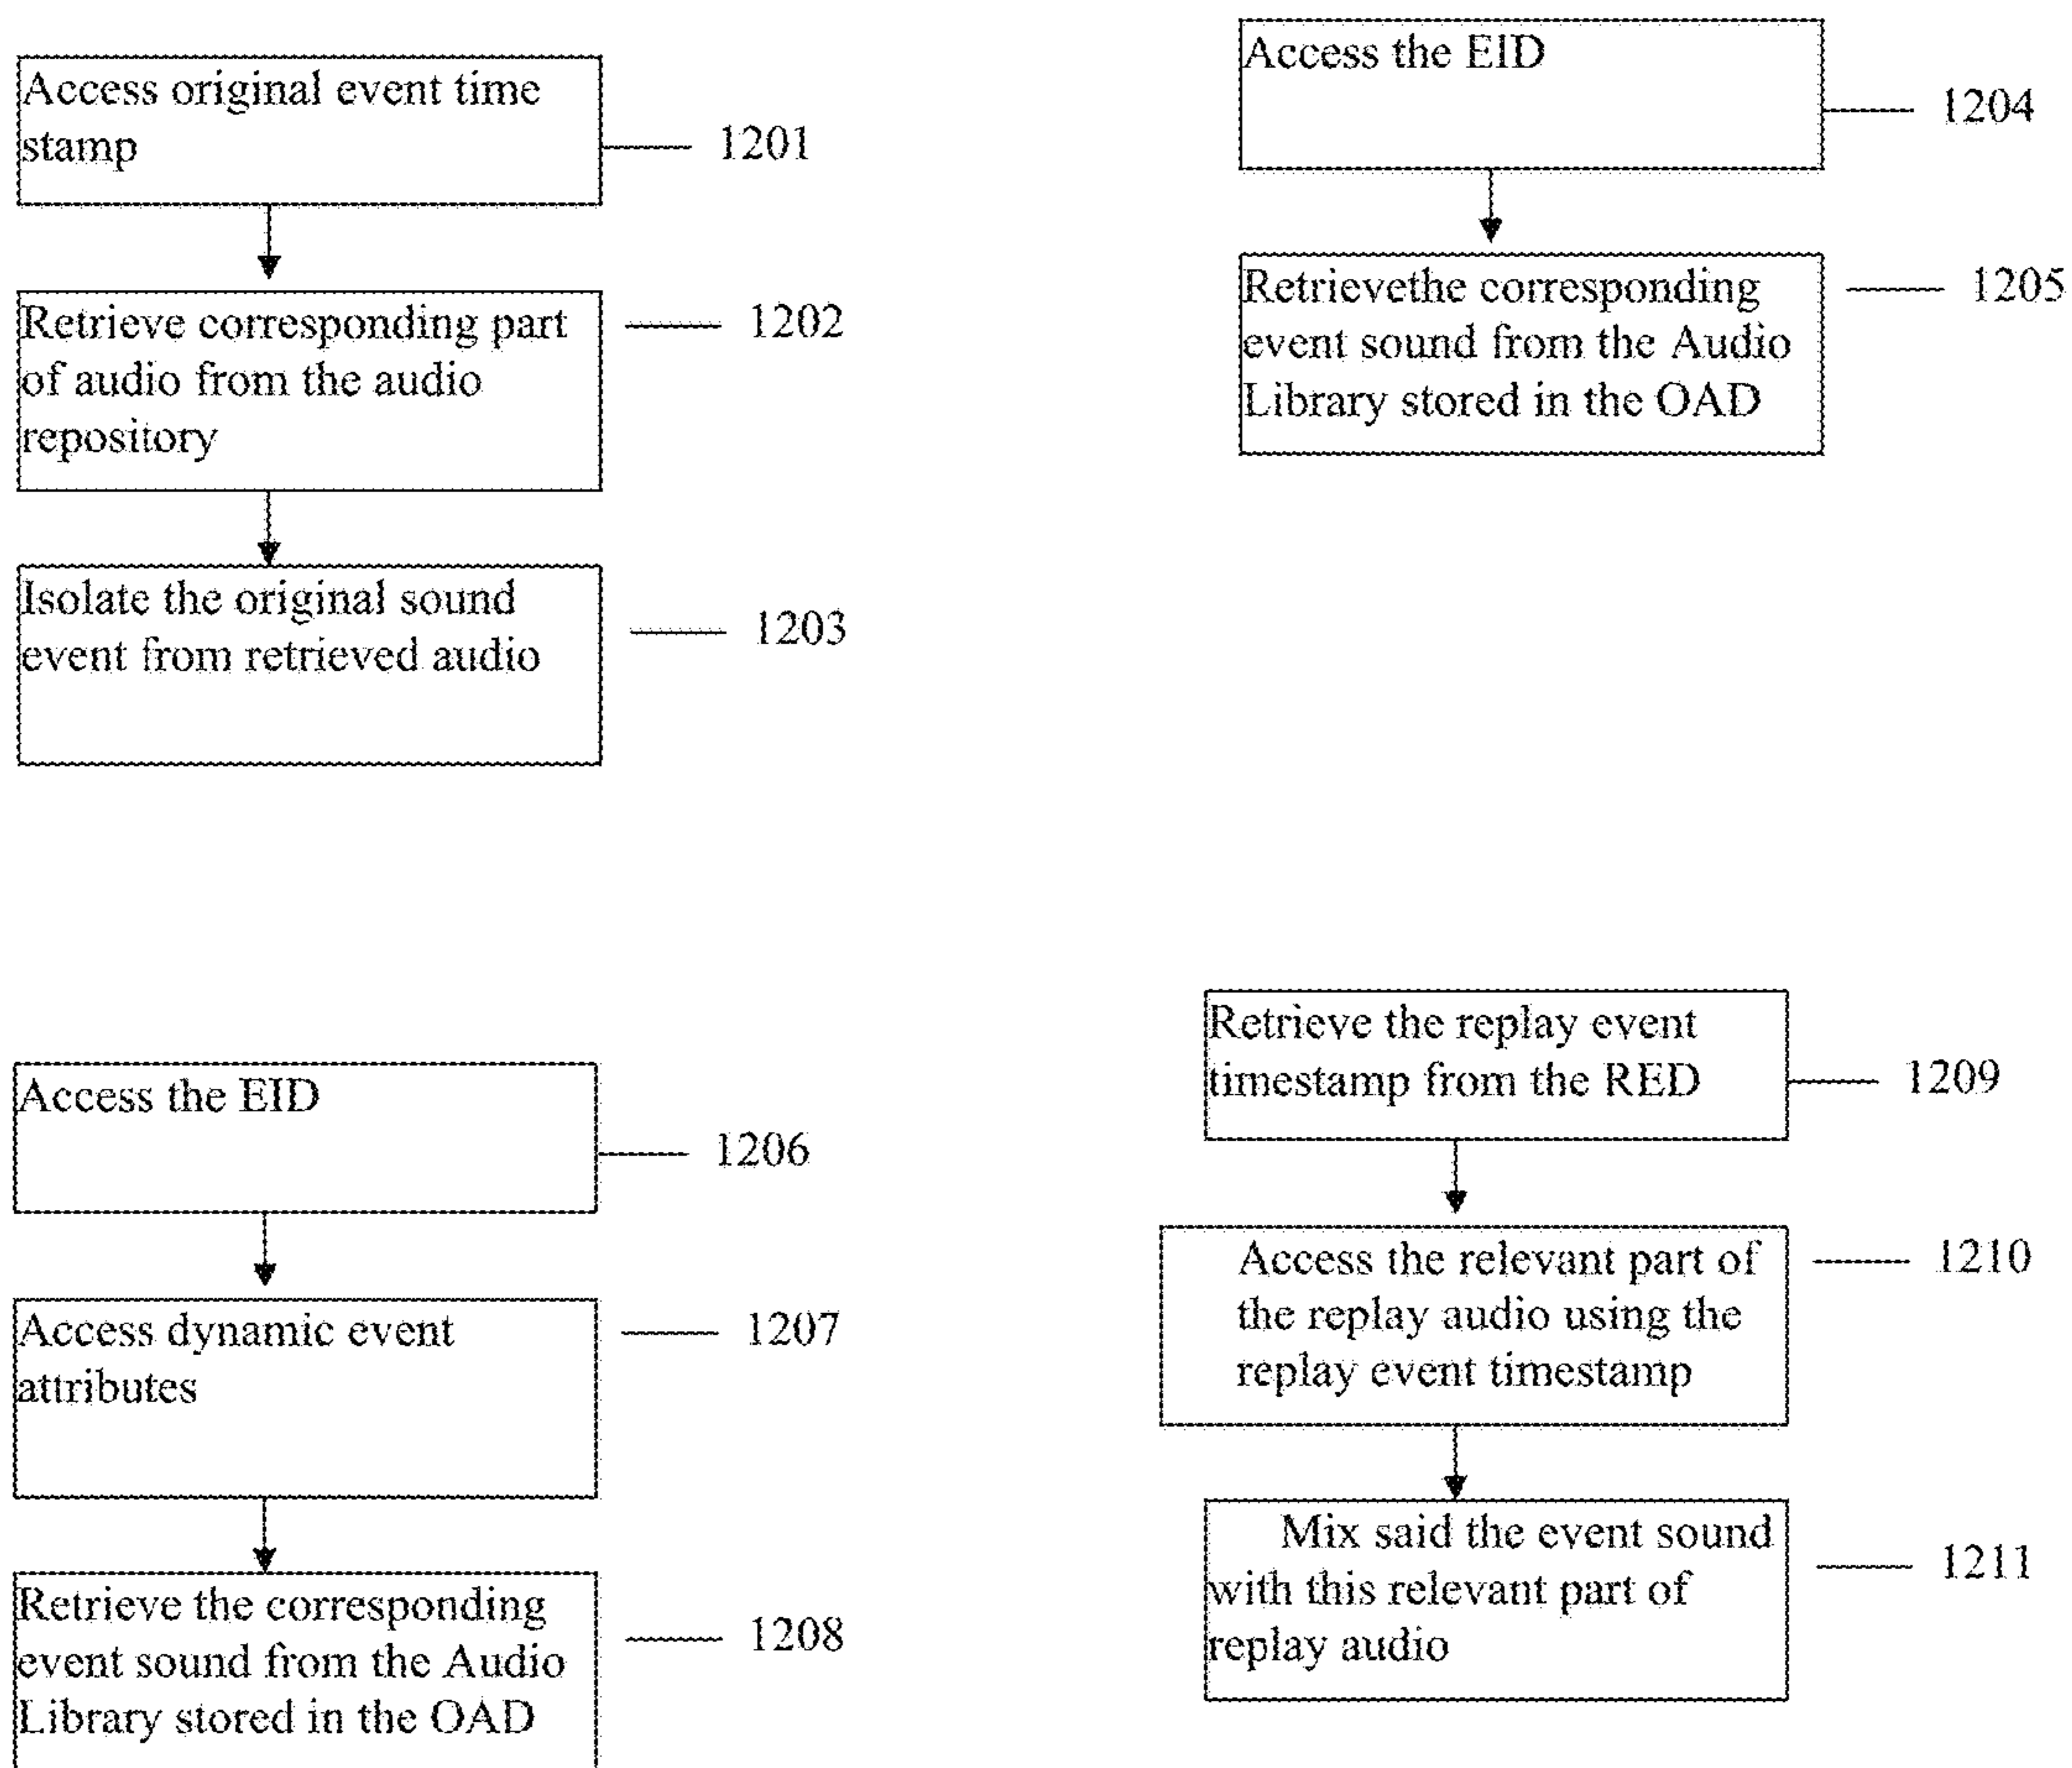 Access original event time
stamp
1201
Retrieve corresponding part
of audio from the audio
repository
1202
Isolate the original sound
event from retrieved audio
1203
Access the EID
1204
Retrievethe corresponding
event sound from the Audio
Library stored in the OAD
1205
Access the EID
1206
Access dynamic event
attributes
1207
Retrieve the corresponding
event sound from the Audio
Library stored in the OAD
1208
Retrieve the replay event
timestamp from the RED
1209
Access the relevant part of
the replay audio using the
replay event timestamp
1210
Mix said the event sound
with this relevant part of
replay audio
1211